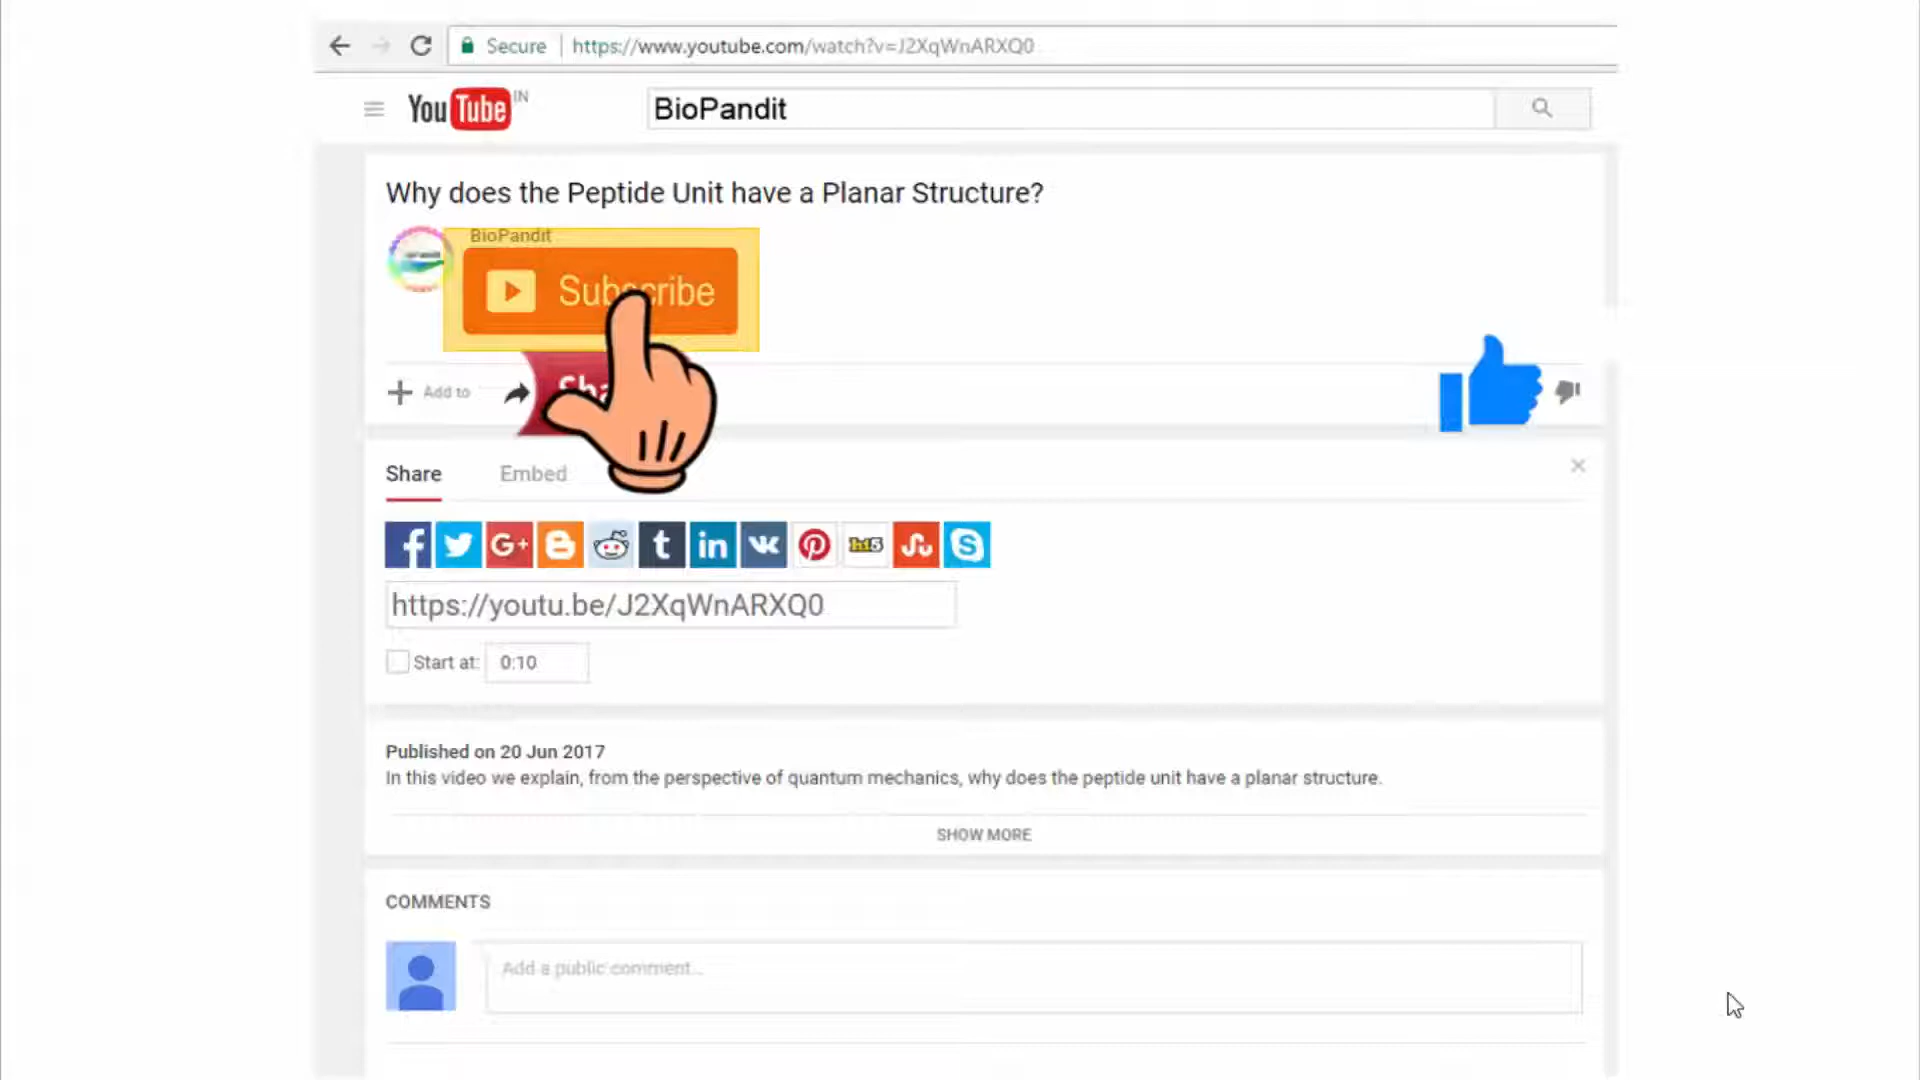 Secure https://www.youtube.com/watch?v=J2XqWnARXQ0
YouTube IN
BioPandit
Why does the Peptide Unit have a Planar Structure?
BioPandit
Subscribe
Add to
Share Embed
https://youtu.be/J2XqWnARXQ0
Start at: 0:10
Published on 20 Jun 2017
In this video we explain, from the perspective of quantum mechanics, why does the peptide unit have a planar structure.
SHOW MORE
COMMENTS
Add a public comment...